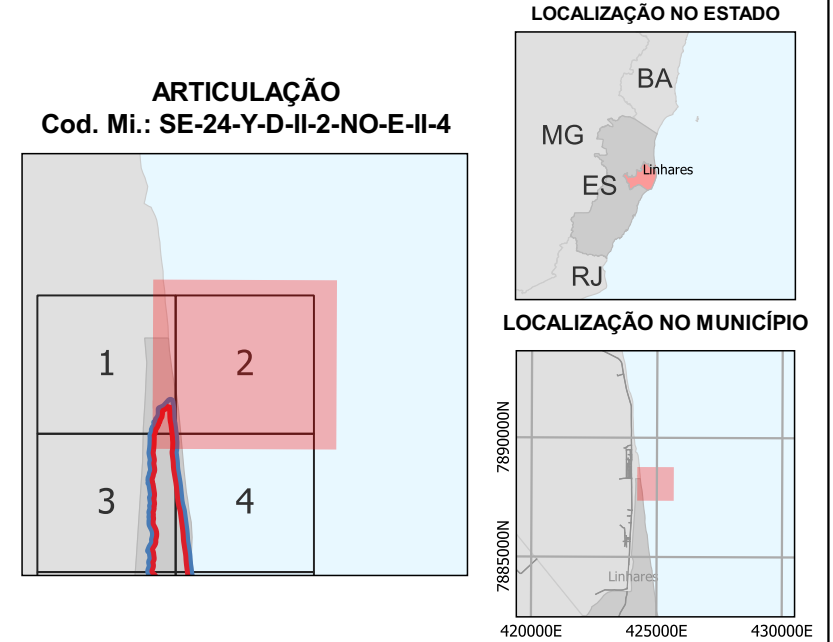 ARTICULAÇÃO
Cod. Mi.: SE-24-Y-D-II-2-NO-E-II-4
1
2
3
4
LOCALIZAÇÃO NO ESTADO
BA
MG
Linhares
ES
RJ
LOCALIZAÇÃO NO MUNICÍPIO
7890000N
7885000N
Linhares
420000E
425000E
430000E